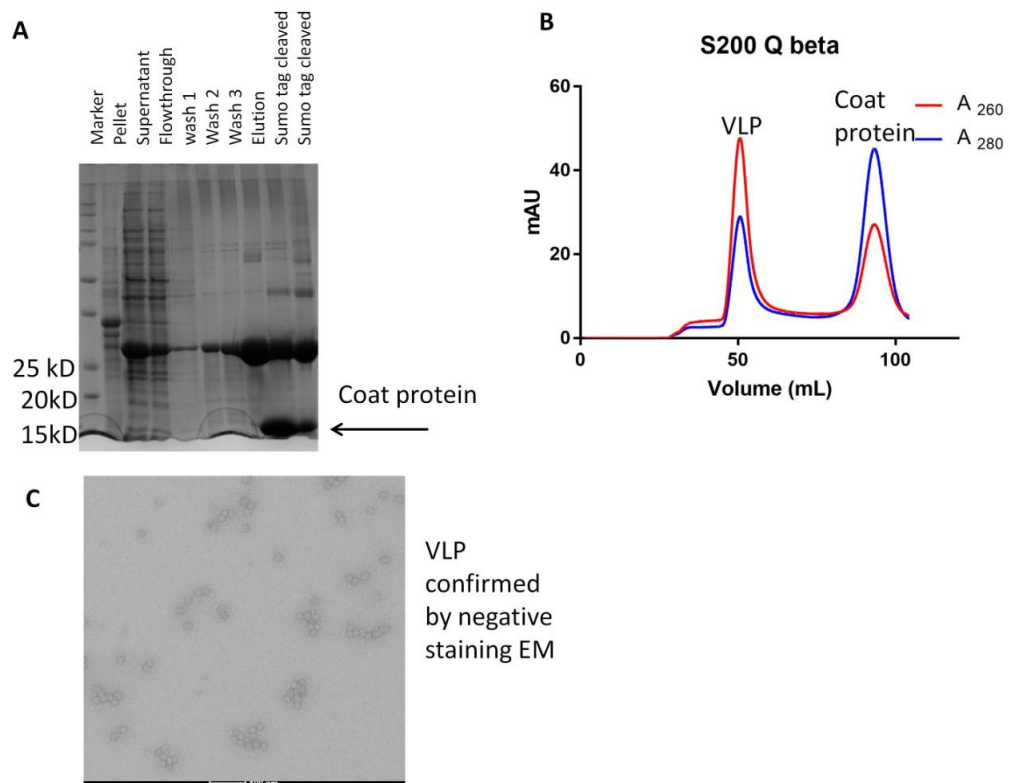 A
Marker
Pellet
Supernatant
Flowthrough
wash 1
Wash 2
Wash 3
Elution
Sumo tag cleaved
Sumo tag cleaved
25 kD
20kD
15kD
Coat protein
B
S200 Q beta
60
40
20
0
mAU
VLP
Coat
protein
A 260
A 280
0
50
100
Volume (mL)
C
VLP
confirmed
by negative
staining EM